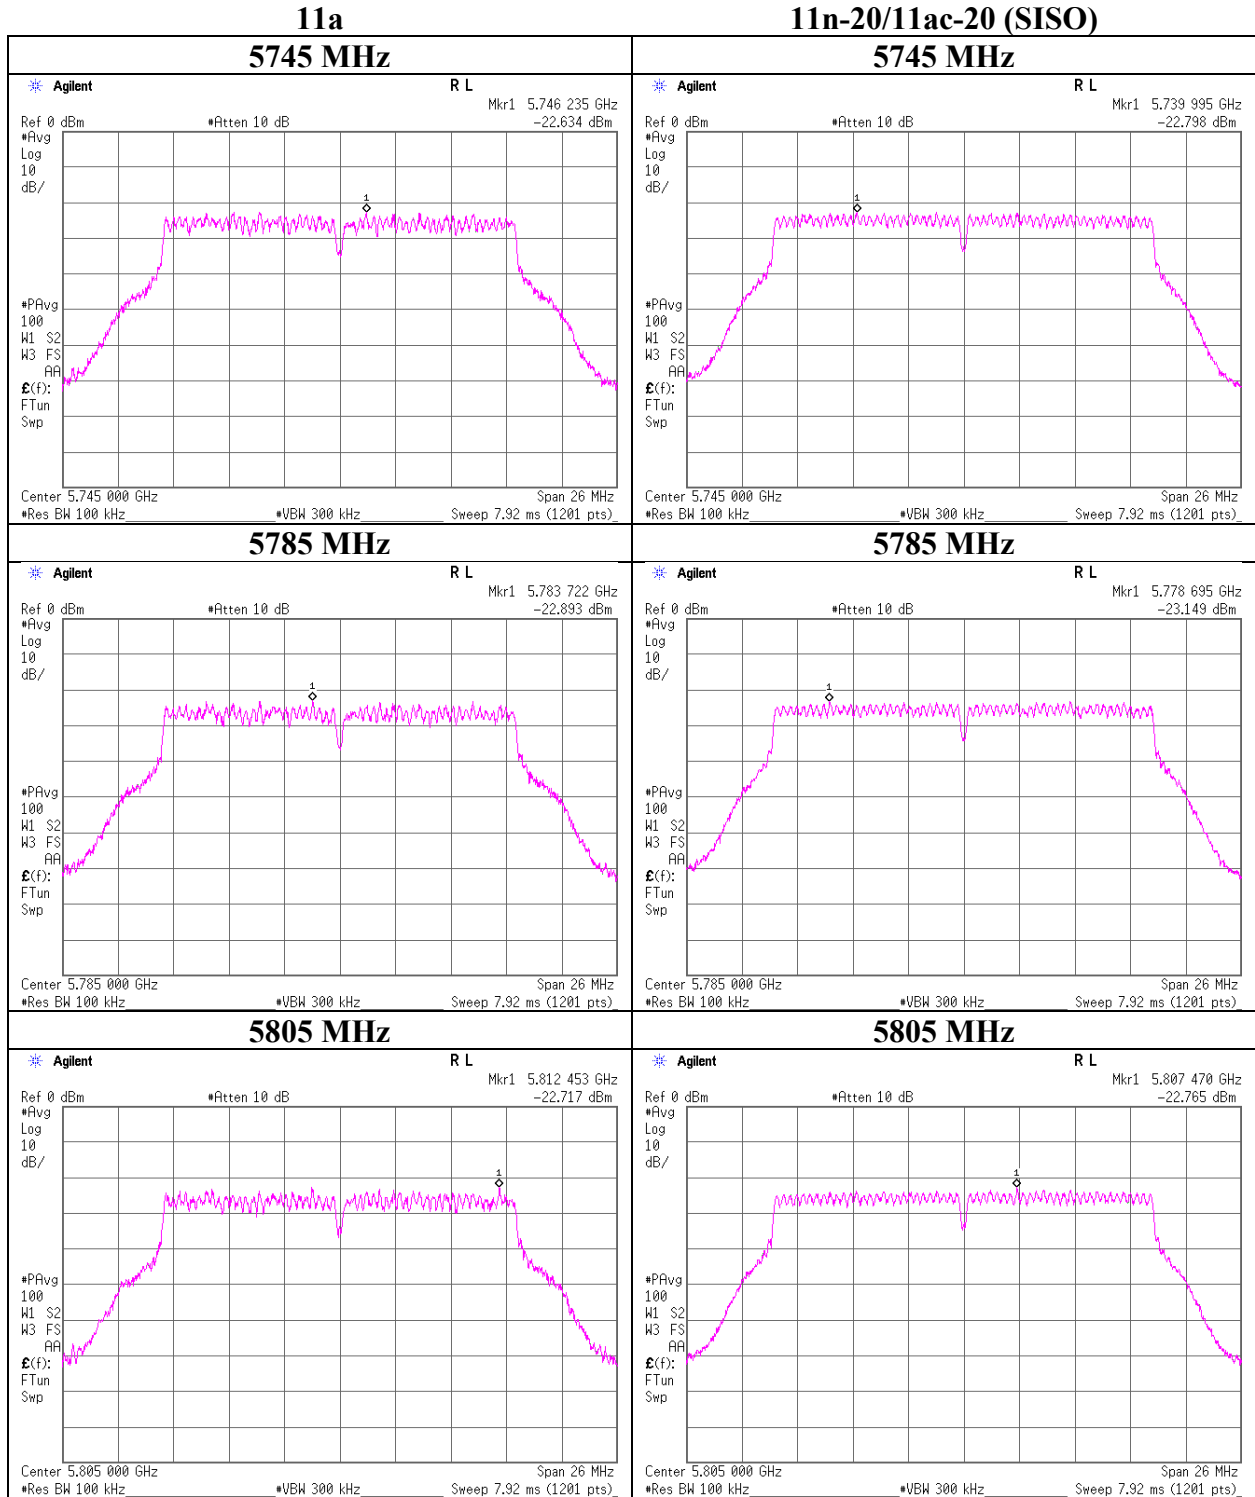 11a
11n-20/11ac-20 (SISO)
5745 MHz
5745 MHz
Agilent R L
Mkr1 5.746 235 GHz
Ref 0 dBm #Atten 10 dB -22.634 dBm
#Avg
Log
10
dB/
1
#PAvg
100
W1 S2
W3 FS
AA
£(f):
FTun
Swp
Center 5.745 000 GHz Span 26 MHz
#Res BW 100 kHz #VBW 300 kHz Sweep 7.92 ms (1201 pts)
Agilent R L
Mkr1 5.739 995 GHz
Ref 0 dBm #Atten 10 dB -22.798 dBm
#Avg
Log
10
dB/
1
#PAvg
100
W1 S2
W3 FS
AA
£(f):
FTun
Swp
Center 5.745 000 GHz Span 26 MHz
#Res BW 100 kHz #VBW 300 kHz Sweep 7.92 ms (1201 pts)
5785 MHz
5785 MHz
Agilent R L
Mkr1 5.783 722 GHz
Ref 0 dBm #Atten 10 dB -22.893 dBm
#Avg
Log
10
dB/
1
#PAvg
100
W1 S2
W3 FS
AA
£(f):
FTun
Swp
Center 5.785 000 GHz Span 26 MHz
#Res BW 100 kHz #VBW 300 kHz Sweep 7.92 ms (1201 pts)
Agilent R L
Mkr1 5.778 695 GHz
Ref 0 dBm #Atten 10 dB -23.149 dBm
#Avg
Log
10
dB/
1
#PAvg
100
W1 S2
W3 FS
AA
£(f):
FTun
Swp
Center 5.785 000 GHz Span 26 MHz
#Res BW 100 kHz #VBW 300 kHz Sweep 7.92 ms (1201 pts)
5805 MHz
5805 MHz
Agilent R L
Mkr1 5.812 453 GHz
Ref 0 dBm #Atten 10 dB -22.717 dBm
#Avg
Log
10
dB/
1
#PAvg
100
W1 S2
W3 FS
AA
£(f):
FTun
Swp
Center 5.805 000 GHz Span 26 MHz
#Res BW 100 kHz #VBW 300 kHz Sweep 7.92 ms (1201 pts)
Agilent R L
Mkr1 5.807 470 GHz
Ref 0 dBm #Atten 10 dB -22.765 dBm
#Avg
Log
10
dB/
1
#PAvg
100
W1 S2
W3 FS
AA
£(f):
FTun
Swp
Center 5.805 000 GHz Span 26 MHz
#Res BW 100 kHz #VBW 300 kHz Sweep 7.92 ms (1201 pts)